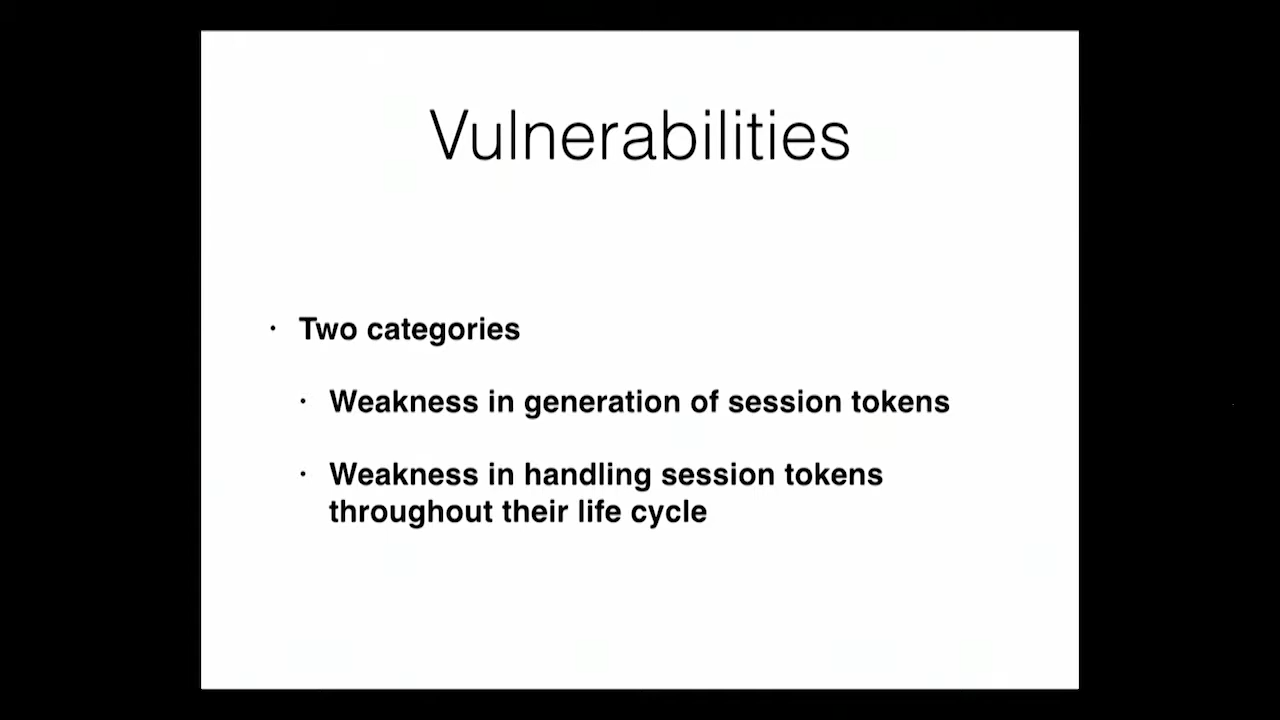 Vulnerabilities
• Two categories
• Weakness in generation of session tokens
• Weakness in handling session tokens
throughout their life cycle